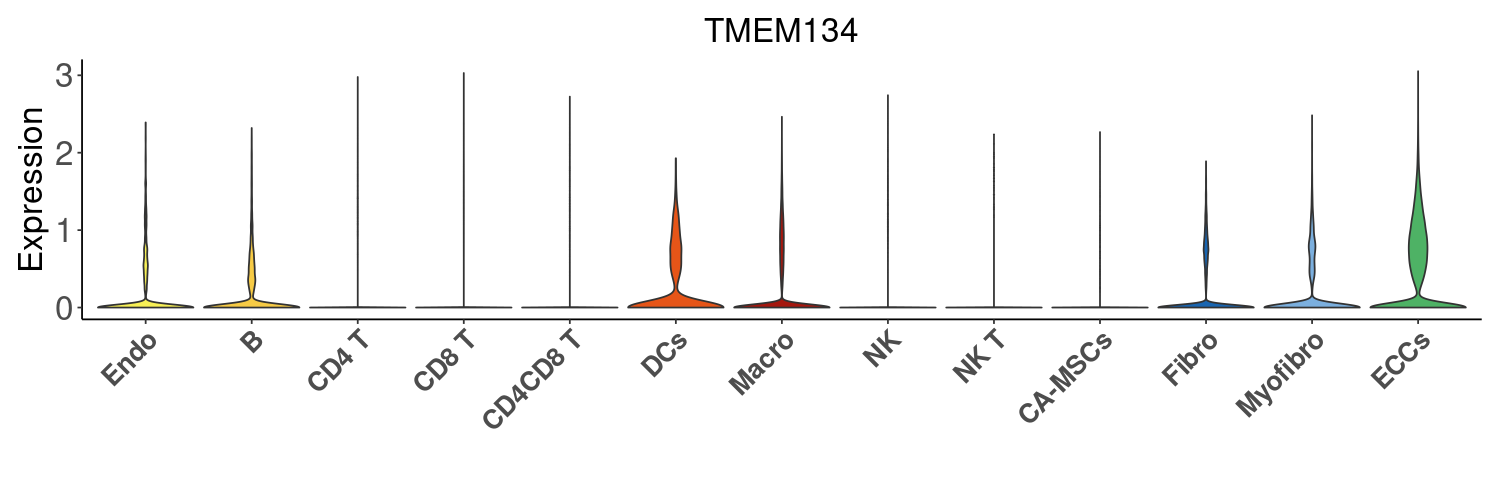 TMEM134
Expression
3
2
1
0
Endo
B
CD4 T
CD8 T
CD4CD8 T
DCs
Macro
NK
NK T
CA-MSCs
Fibro
Myofibro
ECCs